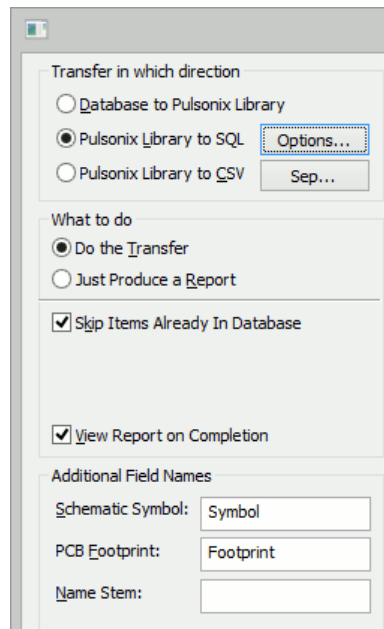 Transfer in which direction
Database to Pulsonix Library
Pulsonix Library to SQL Options...
Pulsonix Library to CSV Sep...
What to do
Do the Transfer
Just Produce a Report
Skip Items Already In Database
View Report on Completion
Additional Field Names
Schematic Symbol: Symbol
PCB Footprint: Footprint
Name Stem: